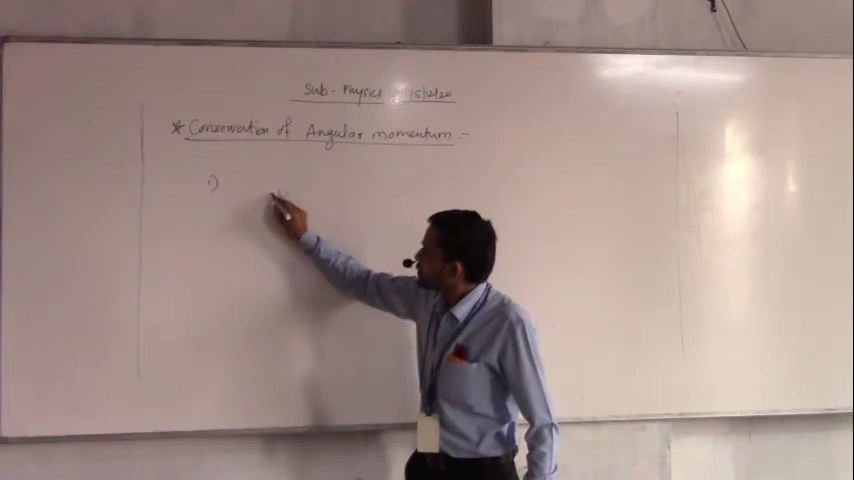 Sub - Physics 15/12/20
* Conservation of Angular momentum :-
1)